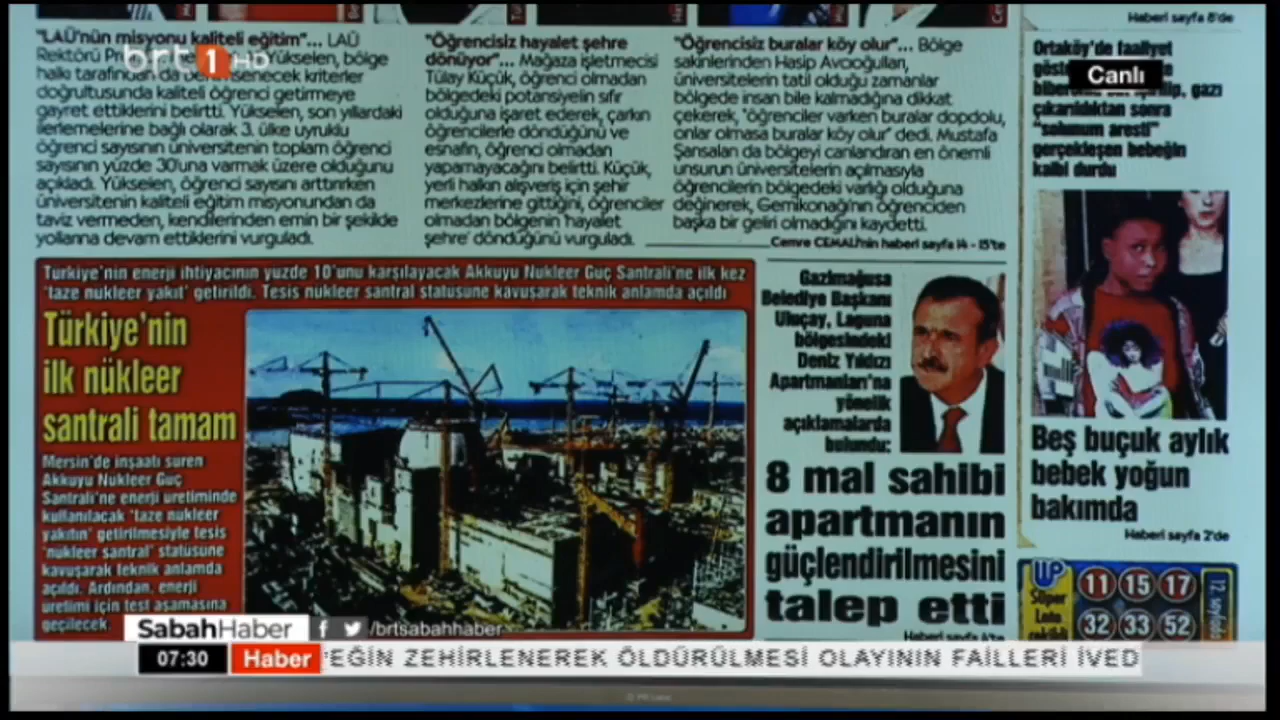 Haberi sayfa 8'de
"LAÜ'nün misyonu kaliteli eğitim"... LAÜ
Rektörü Yükselen, bölge
halkı tarafından da benimsenecek kriterler
doğrultusunda kaliteli öğrenci getirmeye
gayret ettiklerini belirtti. Yükselen, son yıllardaki
ilerlemelerine bağlı olarak 3. ülke uyruklu
öğrenci sayısının üniversitenin toplam öğrenci
sayısının yüzde 30'una varmak üzere olduğunu
açıkladı. Yükselen, öğrenci sayısını arttırırken
üniversitenin kaliteli eğitim misyonundan da
taviz vermeden, kendilerinden emin bir şekilde
yollarına devam ettiklerini vurguladı.
"Öğrencisiz hayalet şehre
dönüyor"... Mağaza işletmecisi
Tülay Küçük, öğrenci olmadan
bölgedeki potansiyelin sıfır
olduğuna işaret ederek, çarkın
öğrencilerle döndüğünü ve
esnafın, öğrenci olmadan
yapamayacağını belirtti. Küçük,
yerli halkın alışveriş için şehir
merkezlerine gittiğini, öğrenciler
olmadan bölgenin 'hayalet
şehre' döndüğünü vurguladı.
"Öğrencisiz buralar köy olur"... Bölge
sakinlerinden Hasip Avcıoğulları,
üniversitelerin tatil olduğu zamanlar
bölgede insan bile kalmadığına dikkat
çekerek, "öğrenciler varken buralar dopdolu,
onlar olmasa buralar köy olur" dedi. Mustafa
Şansalan da bölgeyi canlandıran en önemli
unsurun üniversitelerin açılmasıyla
öğrencilerin bölgedeki varlığı olduğuna
değinerek, Gemikonağı'nın öğrenciden
başka bir geliri olmadığını kaydetti.
Cemre CEMALİ'nin haberi sayfa 14 - 15'te
brt 1 HD
Canlı
Ortaköy'de faaliyet
çıkarıldıktan sonra
"solunum aresti"
gerçekleşen bebeğin
kalbi durdu
Beş buçuk aylık
bebek yoğun
bakımda
Haberi sayfa 2'de
Türkiye'nin enerji ihtiyacının yüzde 10'unu karşılayacak Akkuyu Nükleer Güç Santrali'ne ilk kez
'taze nükleer yakıt' getirildi. Tesis nükleer santral statüsüne kavuşarak teknik anlamda açıldı
Türkiye'nin
ilk nükleer
santrali tamam
Mersin'de inşaatı süren
Akkuyu Nükleer Güç
Santrali'ne enerji üretiminde
kullanılacak 'taze nükleer
yakıtın' getirilmesiyle tesis
'nükleer santral' statüsüne
kavuşarak teknik anlamda
açıldı. Ardından, enerji
üretimi için test aşamasına
geçilecek.
Gazimağusa
Belediye Başkanı
Uluçay, Laguna
bölgesindeki
Deniz Yıldızı
Apartmanları'na
yönelik
açıklamalarda
bulundu:
8 mal sahibi
apartmanın
güçlendirilmesini
talep etti
UP
Süper
Loto
11 15 17
32 33 52
12. sayfada
SabahHaber
/brtsabahhaber
07:30
Haber
'EĞİN ZEHİRLENEREK ÖLDÜRÜLMESİ OLAYININ FAİLLERİ İVED